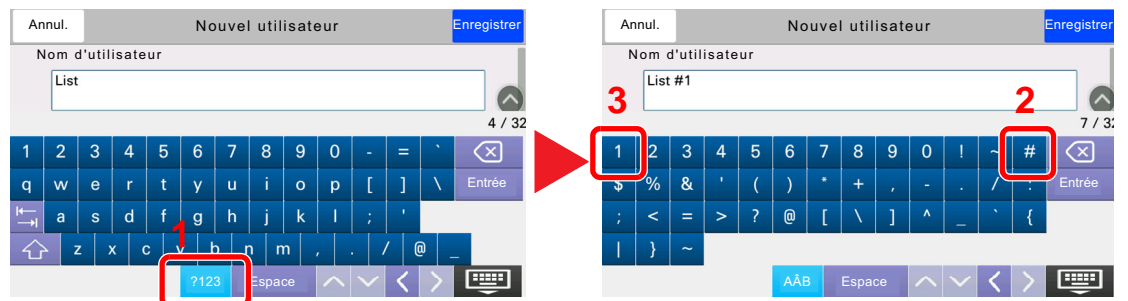 Annul. Nouvel utilisateur Enregistrer
Nom d'utilisateur
List
4 / 32
1 2 3 4 5 6 7 8 9 0 - = `
q w e r t y u i o p [ ] \ Entrée
a s d f g h j k l ; '
1
z x c v b n m , . / @ _
?123 Espace
Annul. Nouvel utilisateur Enregistrer
Nom d'utilisateur
List #1
3 2
7 / 32
1 2 3 4 5 6 7 8 9 0 ! ~ #
$ % & ' ( ) * + , - . / :
; < = > ? @ [ \ ] ^ _ ` {
| } ~
AÂB Espace